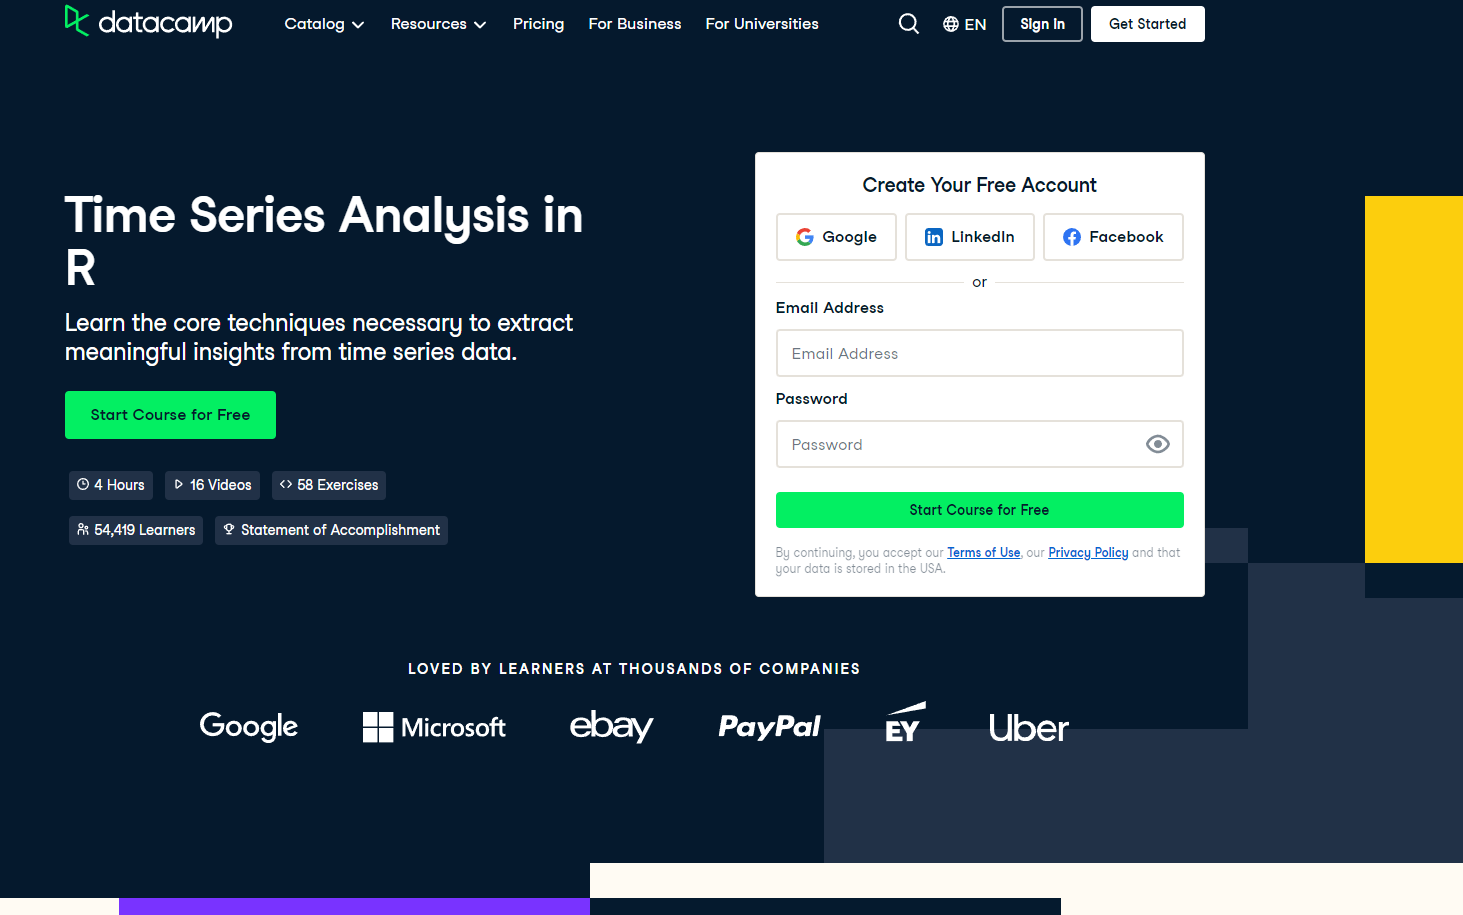 datacamp
Catalog Resources Pricing For Business For Universities EN Sign in Get Started
Time Series Analysis in
R
Learn the core techniques necessary to extract
meaningful insights from time series data.
Start Course for Free
4 Hours 16 Videos 58 Exercises
54,419 Learners Statement of Accomplishment
Create Your Free Account
Google LinkedIn Facebook
or
Email Address
Email Address
Password
Password
Start Course for Free
By continuing, you accept our Terms of Use, our Privacy Policy and that
your data is stored in the USA.
LOVED BY LEARNERS AT THOUSANDS OF COMPANIES
Google Microsoft ebay PayPal EY Uber